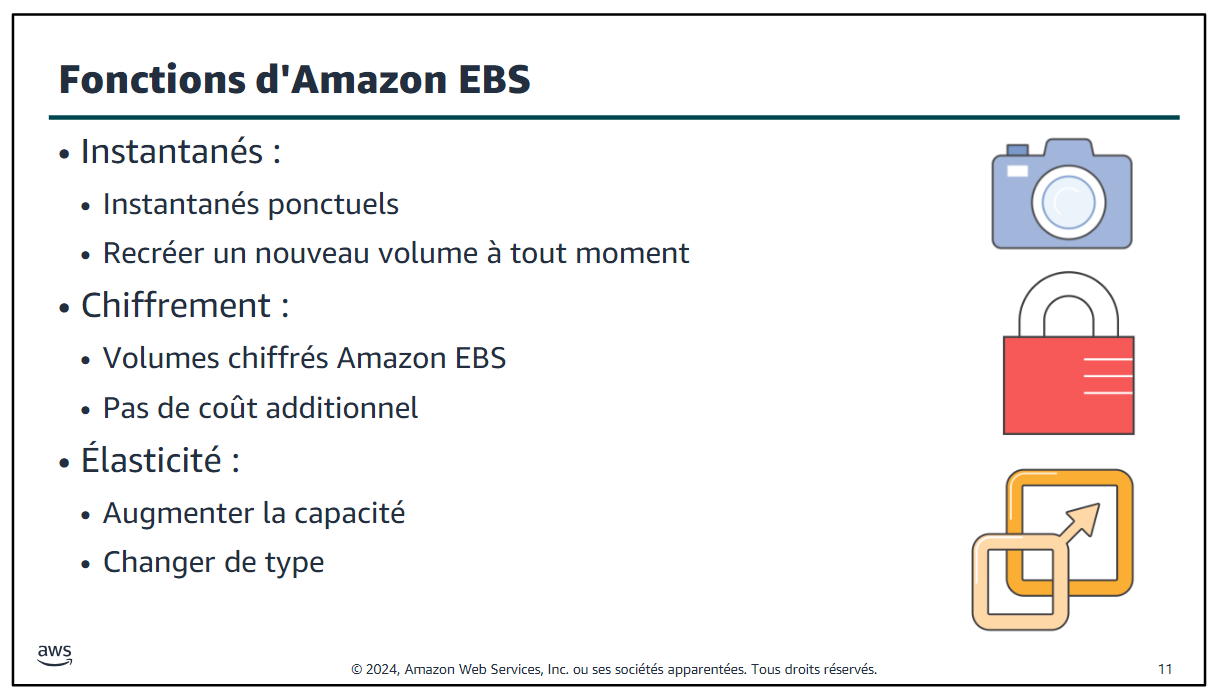 Fonctions d'Amazon EBS
• Instantanés :
• Instantanés ponctuels
• Recréer un nouveau volume à tout moment
• Chiffrement :
• Volumes chiffrés Amazon EBS
• Pas de coût additionnel
• Élasticité :
• Augmenter la capacité
• Changer de type
aws
© 2024, Amazon Web Services, Inc. ou ses sociétés apparentées. Tous droits réservés.
11